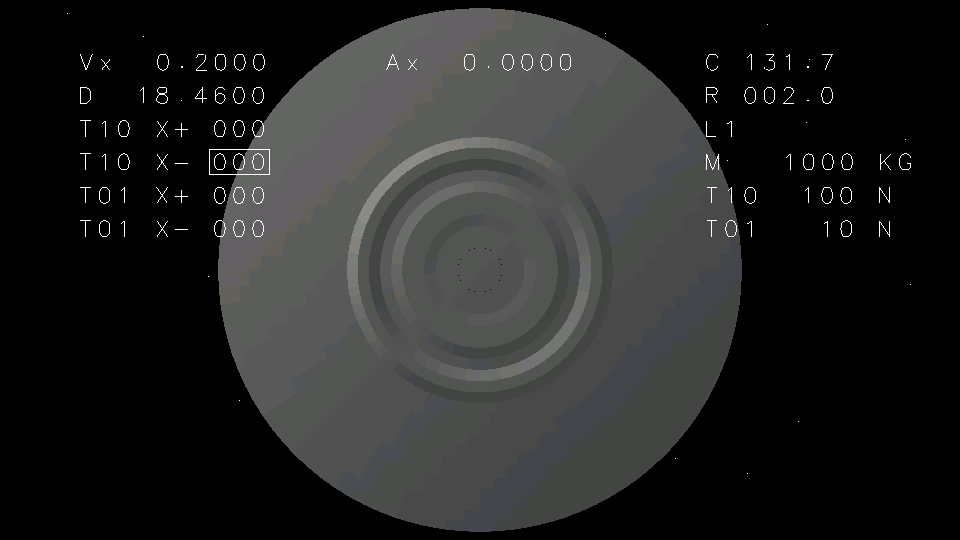 Vx 0.2000 Ax 0.0000 C 131.7
D 18.4600 R 002.0
T10 X+ 000 L1
T10 X- 000 M 1000 KG
T01 X+ 000 T10 100 N
T01 X- 000 T01 10 N